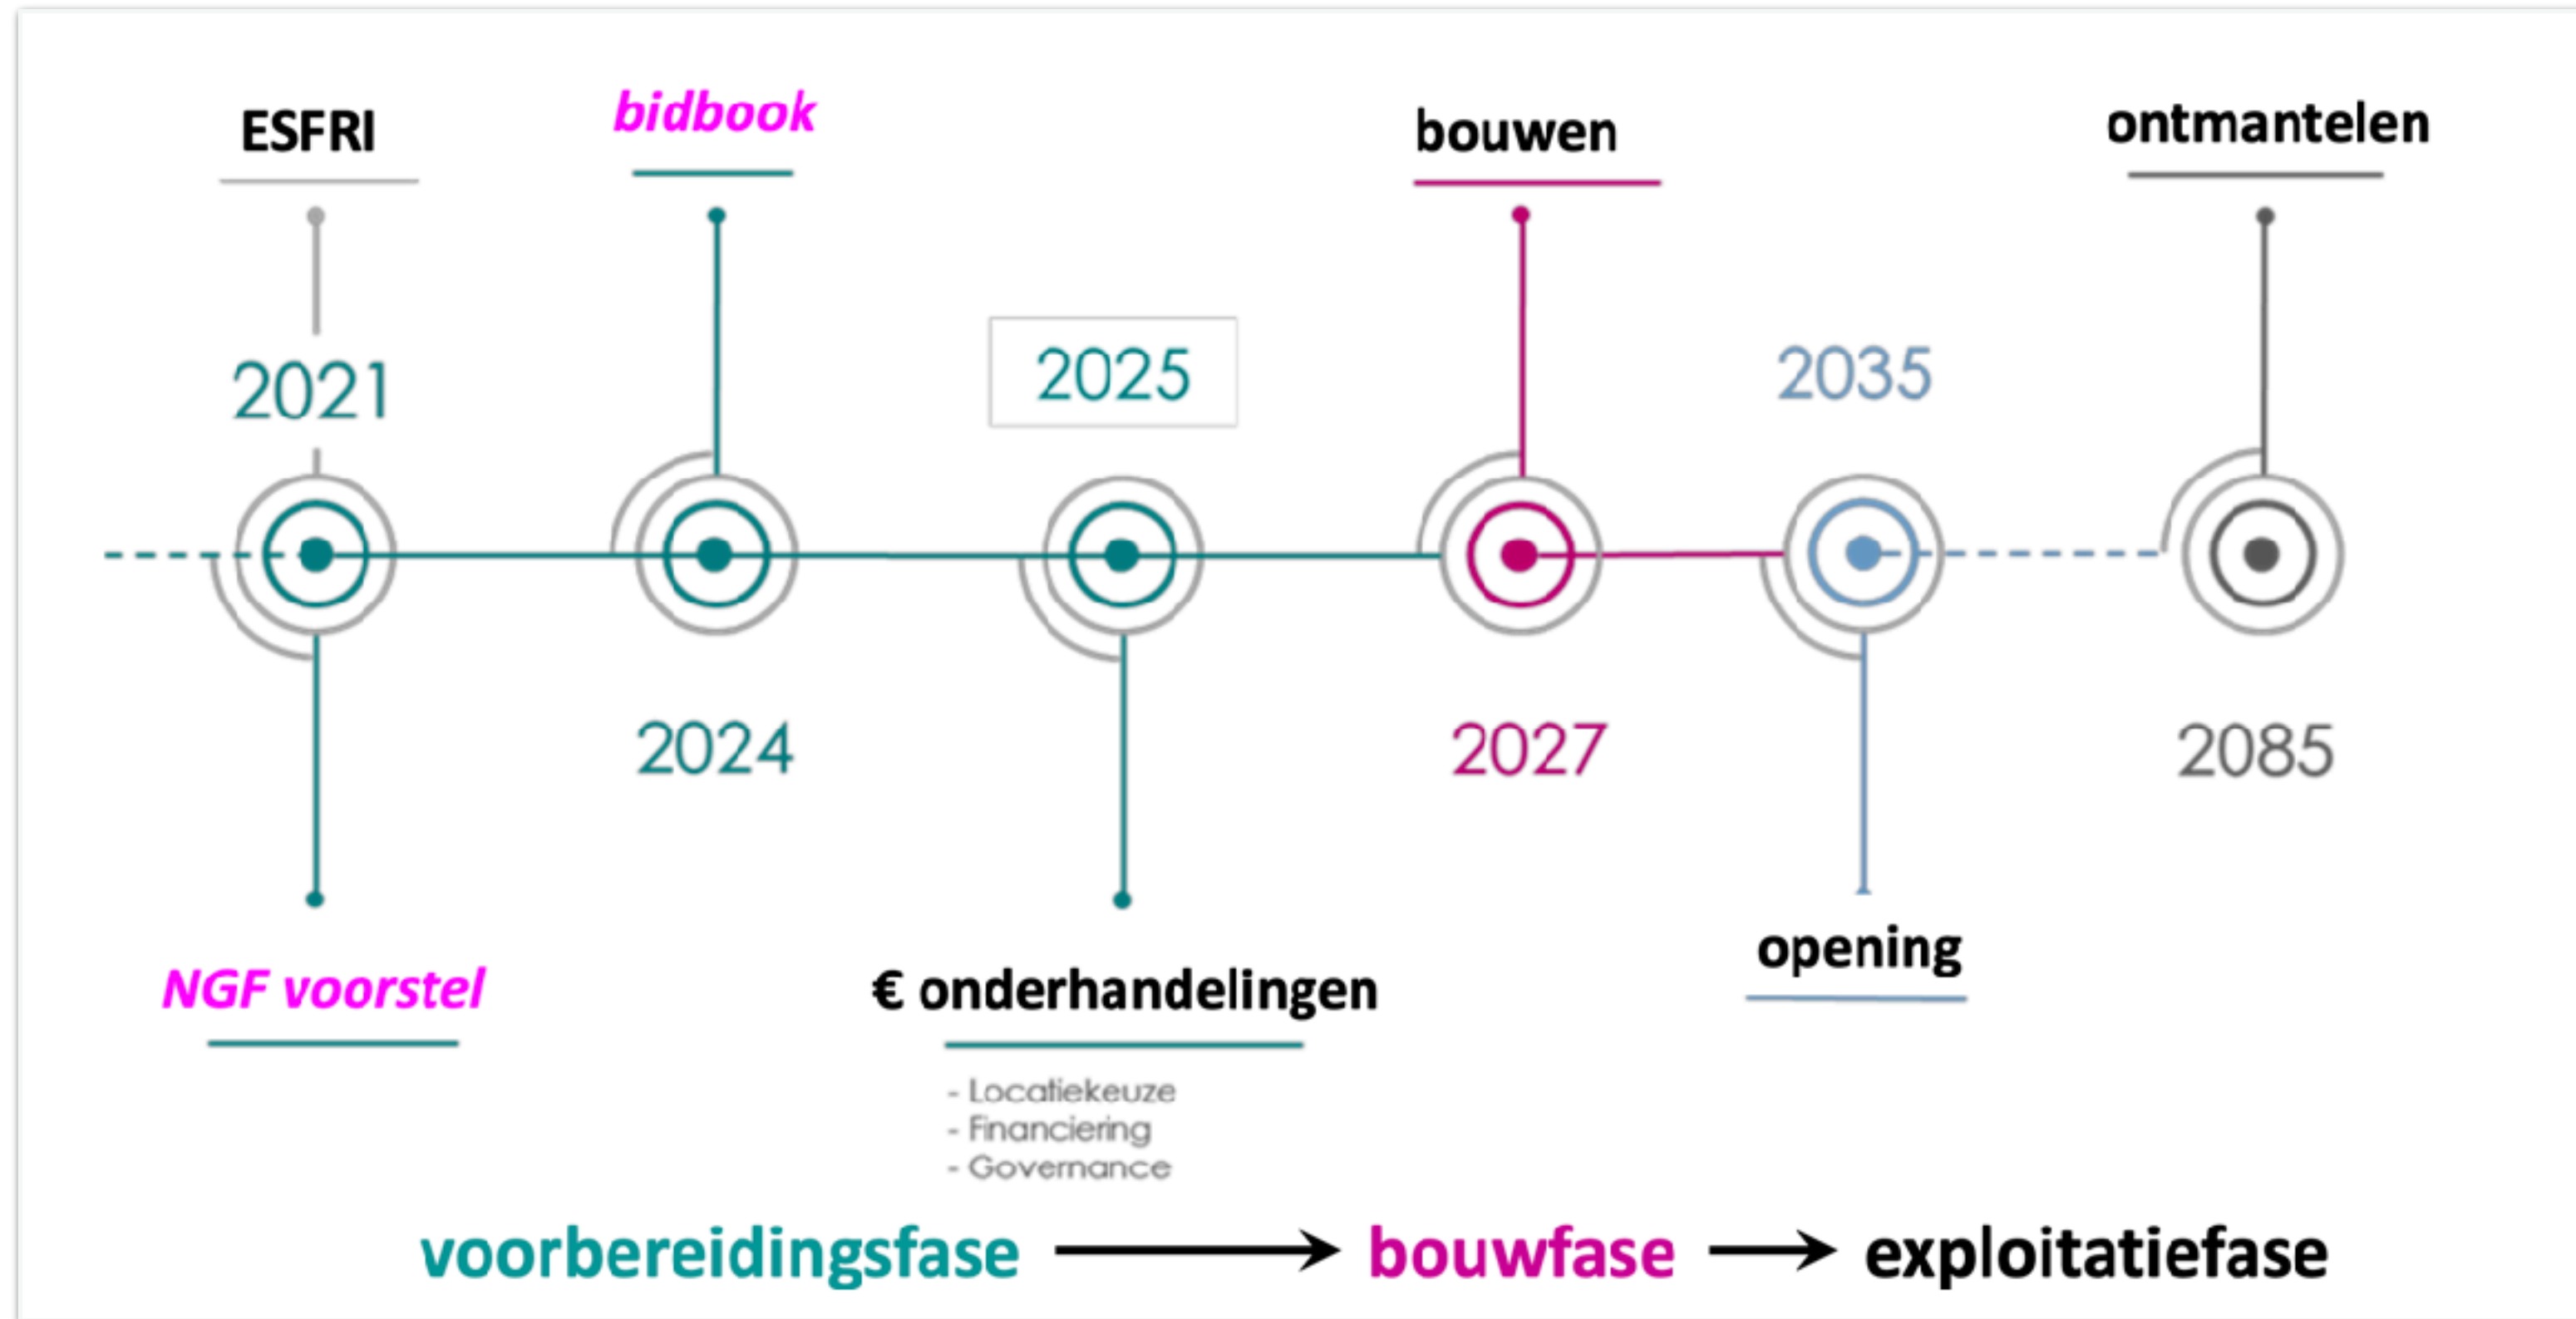 ESFRI
bidbook
bouwen
ontmantelen
2021
2025
2035
2024
2027
2085
NGF voorstel
€ onderhandelingen
opening
- Locatiekeuze
- Financiering
- Governance
voorbereidingsfase
bouwfase
exploitatiefase